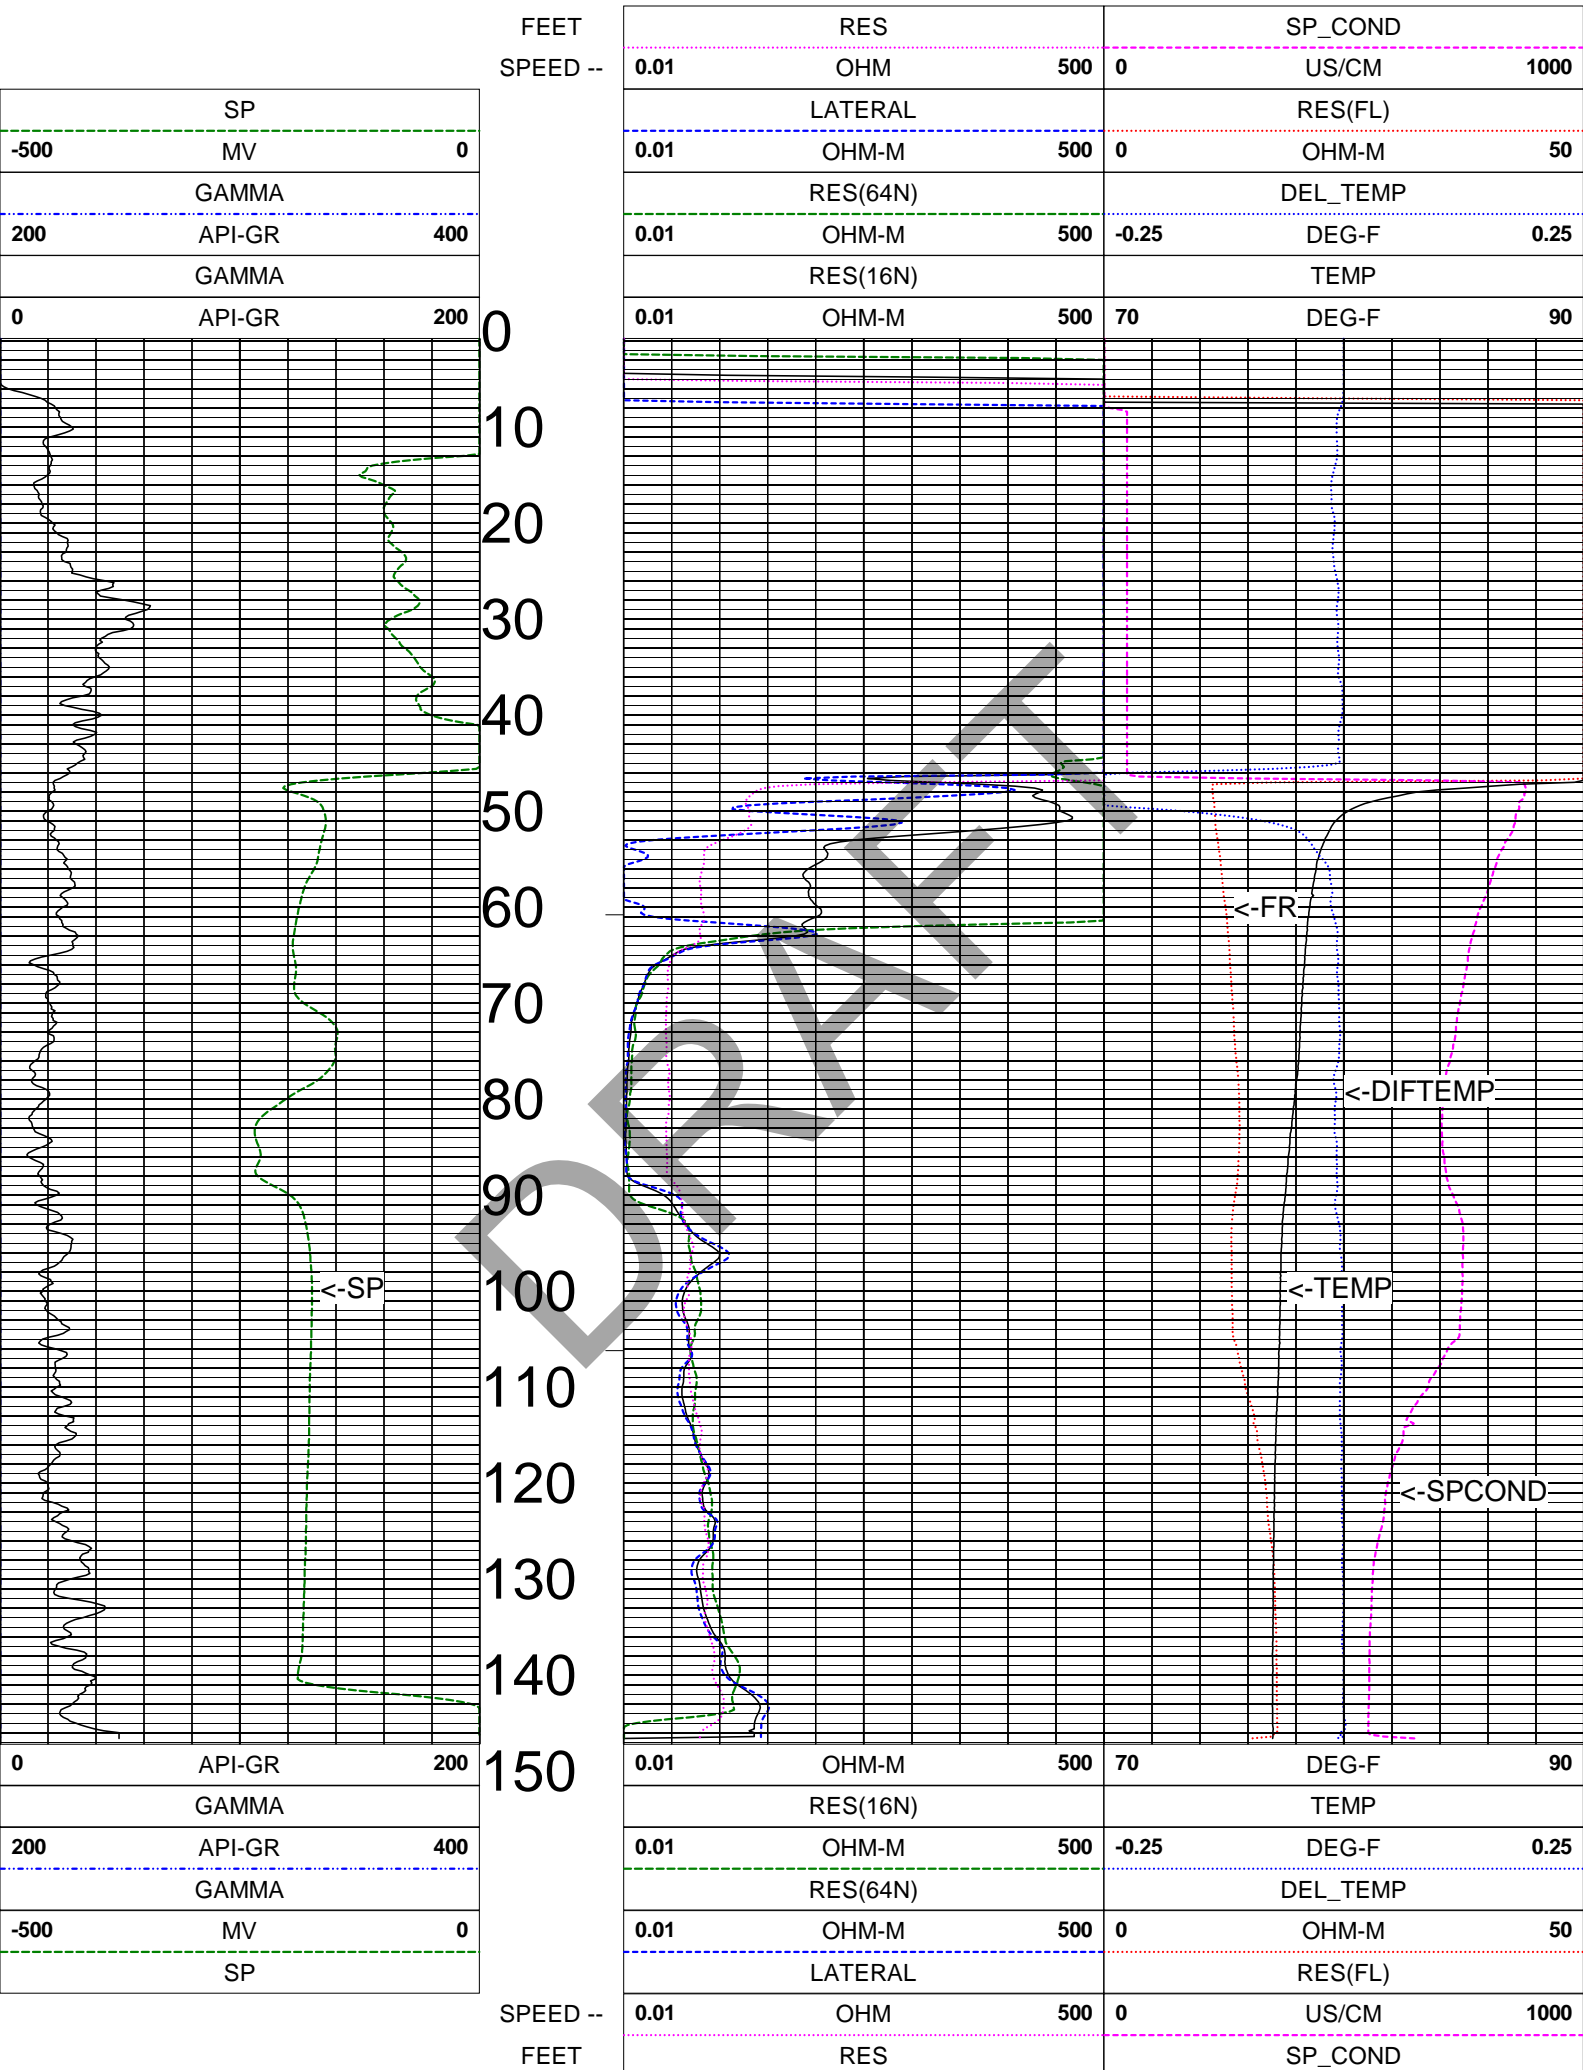 FEET RES SP_COND
SPEED -- 0.01 OHM 500 0 US/CM 1000
SP LATERAL RES(FL)
-500 MV 0 0.01 OHM-M 500 0 OHM-M 50
GAMMA RES(64N) DEL_TEMP
200 API-GR 400 0.01 OHM-M 500 -0.25 DEG-F 0.25
GAMMA RES(16N) TEMP
0 API-GR 200 0.01 OHM-M 500 70 DEG-F 90
0
10
20
30
40
50
60 <-FR
70
80 <-DIFTEMP
90
DRAFT
<-SP 100 <-TEMP
110
120 <-SPCOND
130
140
150
0 API-GR 200 0.01 OHM-M 500 70 DEG-F 90
GAMMA RES(16N) TEMP
200 API-GR 400 0.01 OHM-M 500 -0.25 DEG-F 0.25
GAMMA RES(64N) DEL_TEMP
-500 MV 0 0.01 OHM-M 500 0 OHM-M 50
SP LATERAL RES(FL)
SPEED -- 0.01 OHM 500 0 US/CM 1000
FEET RES SP_COND